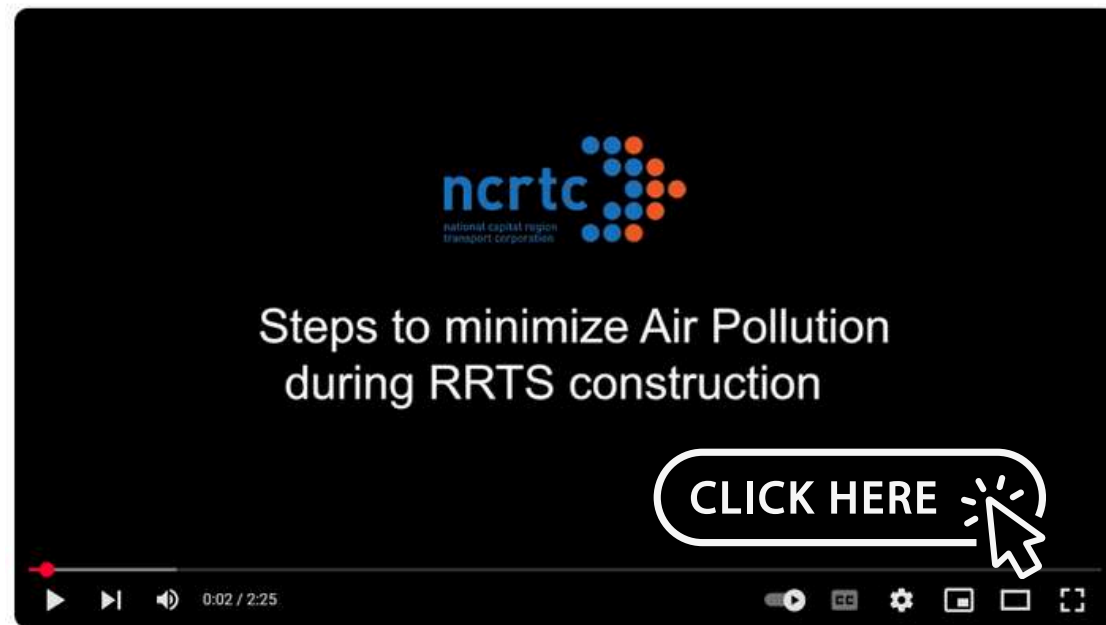 ncrtc
national capital region
transport corporation
Steps to minimize Air Pollution
during RRTS construction
CLICK HERE
0:02 / 2:25
CC